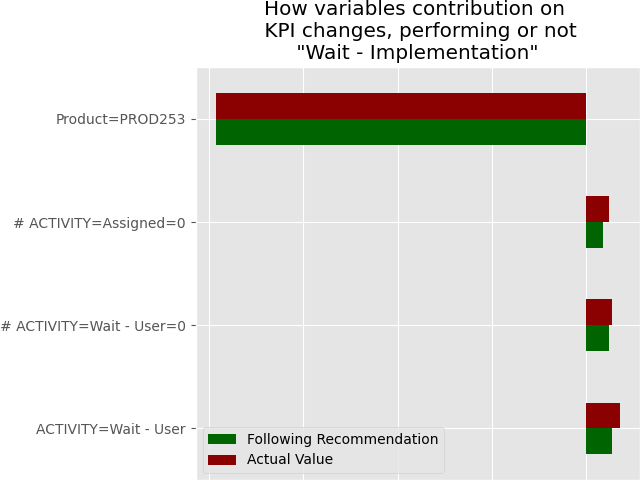 How variables contribution on
KPI changes, performing or not
"Wait - Implementation"
Product=PROD253
# ACTIVITY=Assigned=0
# ACTIVITY=Wait - User=0
ACTIVITY=Wait - User
Following Recommendation
Actual Value